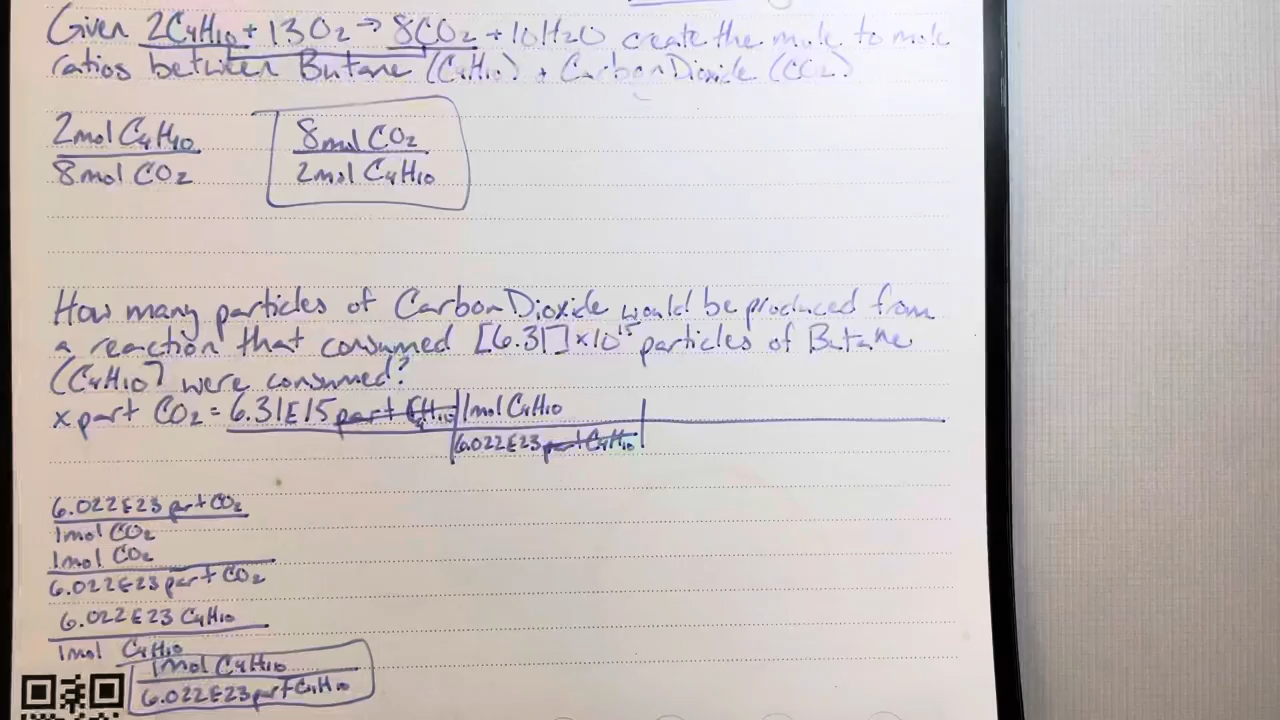 Given 2C4H10 + 13O2 → 8CO2 + 10H2O create the mole to mole
ratios between Butane (C4H10) + Carbon Dioxide (CO2)
2mol C4H10
8mol CO2
8mol CO2
2mol C4H10
How many particles of Carbon Dioxide would be produced from
a reaction that consumed [6.31]×10^15 particles of Butane
(C4H10) were consumed?
x part CO2 = 6.31E15 part C4H10 | 1mol C4H10
6.022E23 part C4H10
6.022E23 part CO2
1mol CO2
1mol CO2
6.022E23 part CO2
6.022E23 C4H10
1mol C4H10
1mol C4H10
6.022E23 part C4H10